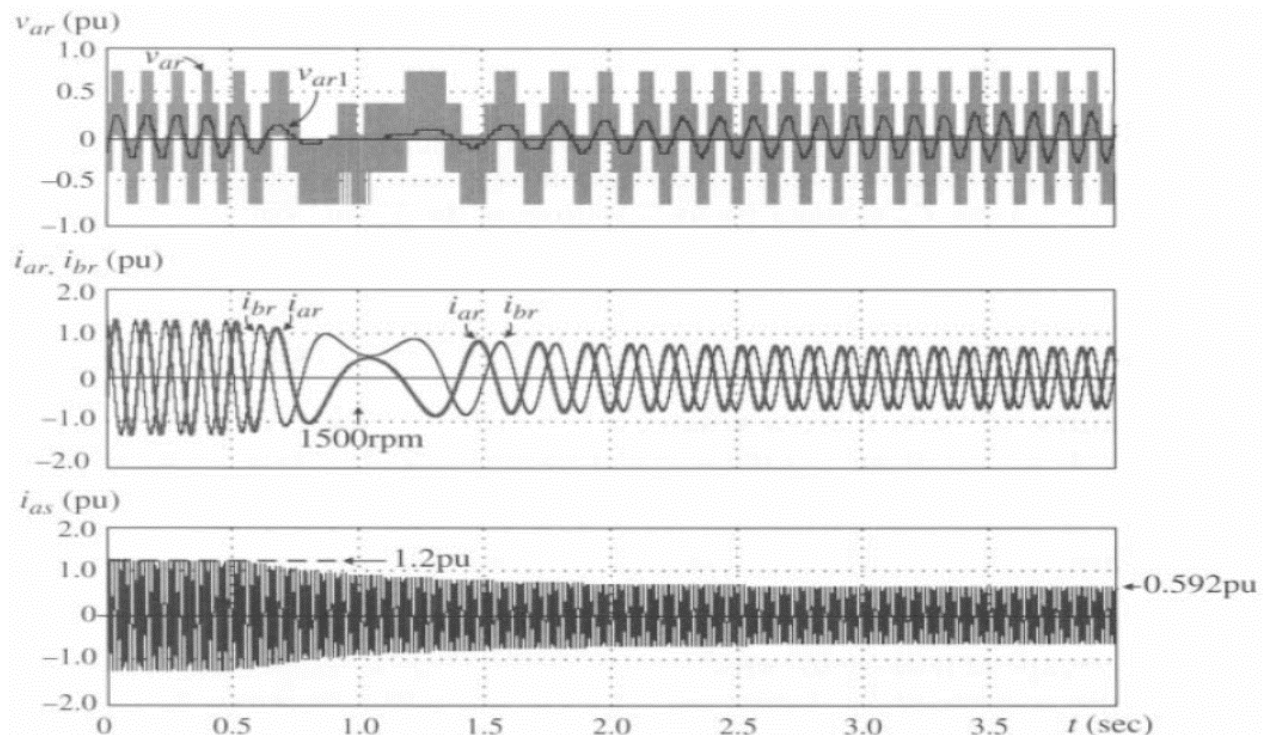 v_ar (pu)
1.0
v_ar
v_ar1
0.5
0
−0.5
−1.0
i_ar, i_br (pu)
2.0
i_br i_ar
i_ar i_br
1.0
0
−1.0
1500rpm
−2.0
i_as (pu)
2.0
1.2pu
1.0
0.592pu
0
−1.0
−2.0
0 0.5 1.0 1.5 2.0 2.5 3.0 3.5 t (sec)